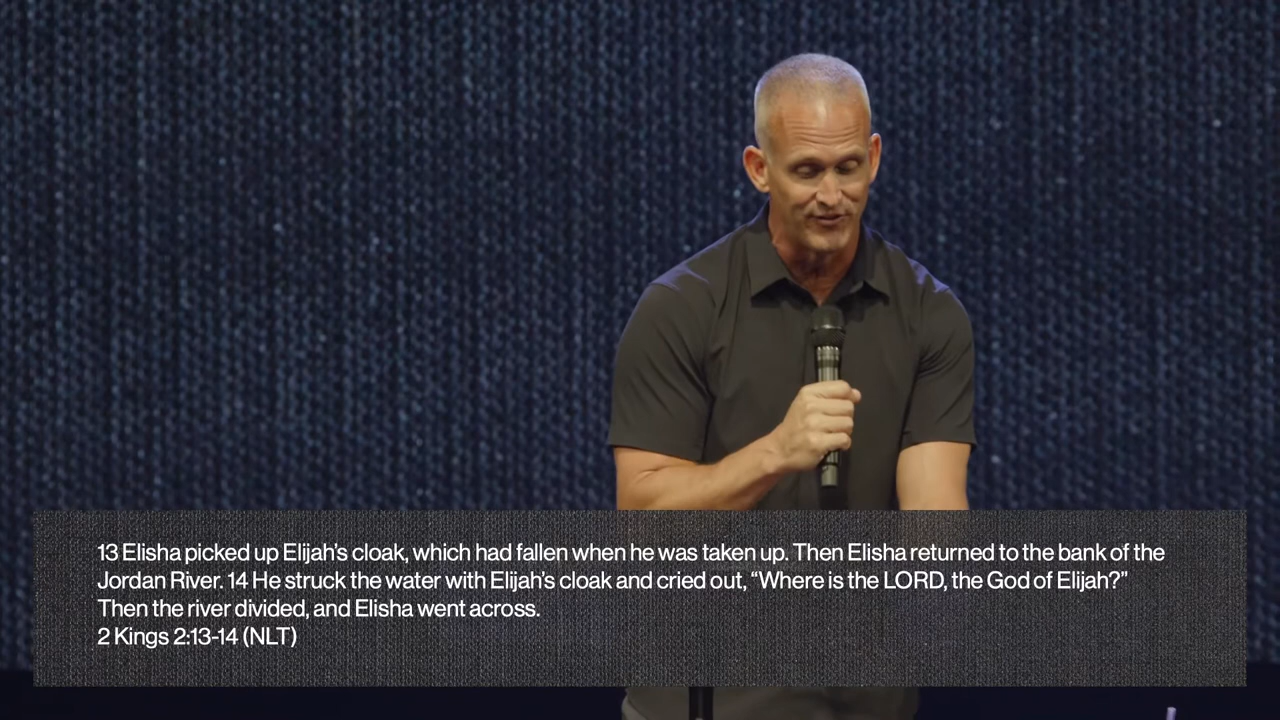 13 Elisha picked up Elijah's cloak, which had fallen when he was taken up. Then Elisha returned to the bank of the
Jordan River. 14 He struck the water with Elijah's cloak and cried out, “Where is the LORD, the God of Elijah?”
Then the river divided, and Elisha went across.
2 Kings 2:13-14 (NLT)